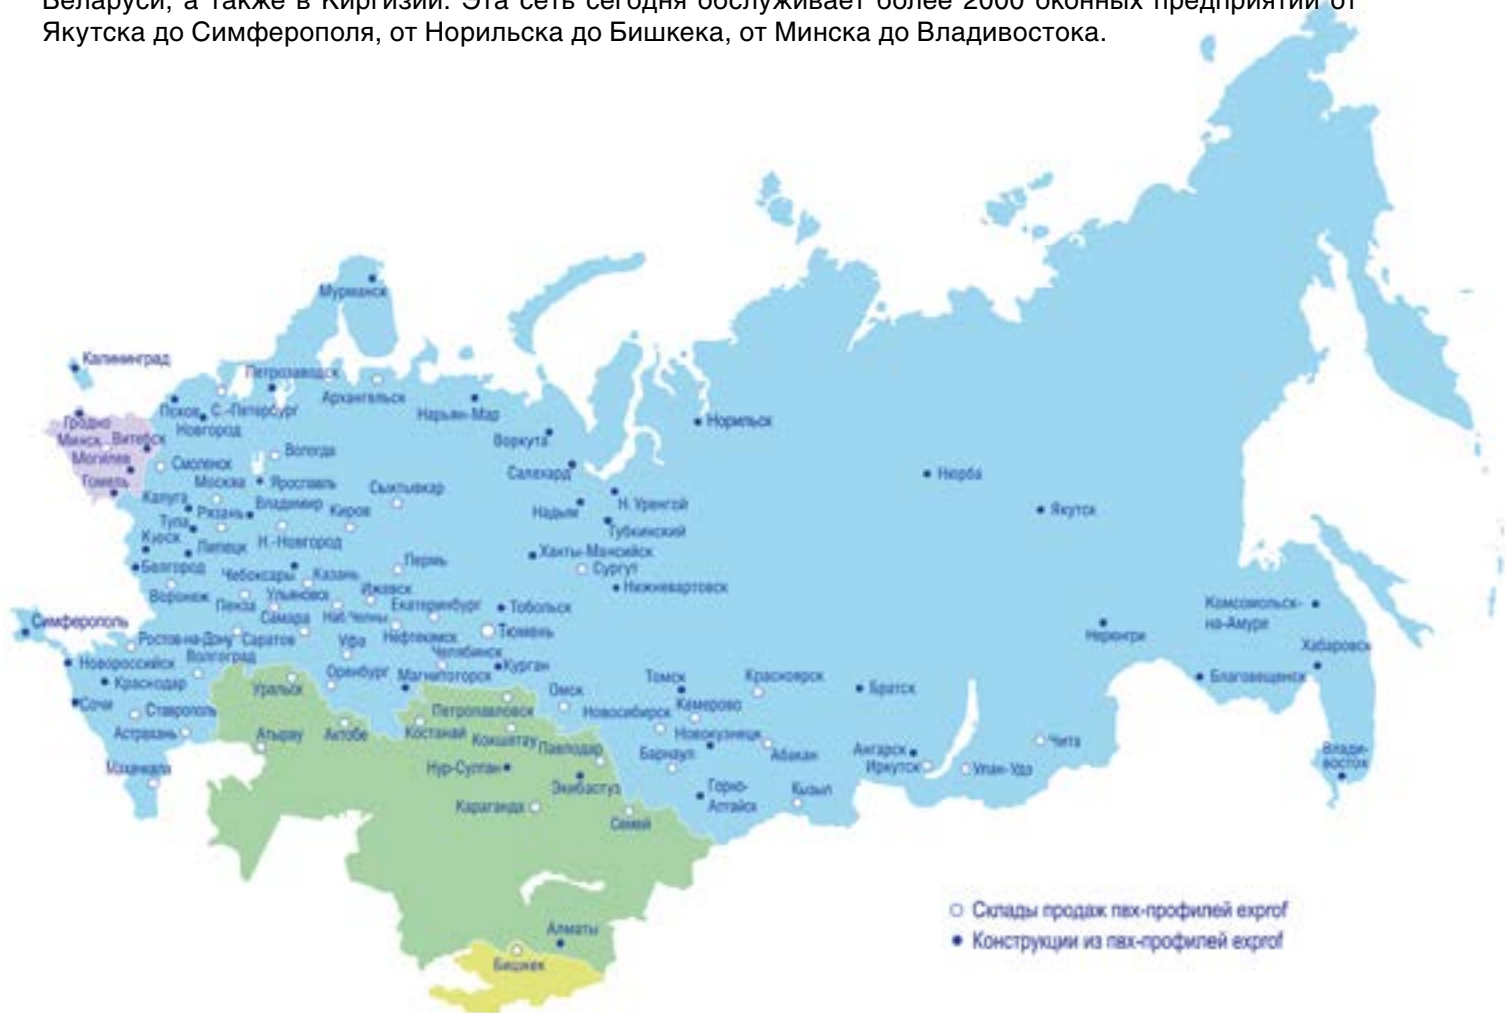 Беларуси, а также в Киргизии. Эта сеть сегодня обслуживает более 2000 оконных предприятий от
Якутска до Симферополя, от Норильска до Бишкека, от Минска до Владивостока.
Мурманск
Калининград
Петрозаводск
Архангельск
Нарьян-Мар
Псков
С.-Петербург
Новгород
Норильск
Гродно
Минск
Витебск
Могилев
Гомель
Воркута
Салехард
Смоленск
Вологда
Москва
Ярославль
Сыктывкар
Нюрба
Якутск
Калуга
Рязань
Владимир
Киров
Надым
Н. Уренгой
Губкинский
Тула
Курск
Липецк
Н.-Новгород
Ханты-Мансийск
Сургут
Нижневартовск
Белгород
Чебоксары
Казань
Пермь
Воронеж
Пенза
Ульяновск
Ижевск
Екатеринбург
Тобольск
Самара
Наб.Челны
Симферополь
Ростов-на-Дону
Саратов
Уфа
Нефтекамск
Тюмень
Волгоград
Челябинск
Курган
Новороссийск
Краснодар
Оренбург
Магнитогорск
Сочи
Ставрополь
Уральск
Астрахань
Махачкала
Атырау
Актобе
Петропавловск
Костанай
Кокшетау
Павлодар
Нур-Султан
Экибастуз
Караганда
Семей
Алматы
Бишкек
Омск
Томск
Красноярск
Братск
Новосибирск
Кемерово
Новокузнецк
Барнаул
Абакан
Горно-
Алтайск
Кызыл
Ангарск
Иркутск
Улан-Удэ
Чита
Нерюнгри
Комсомольск-
на-Амуре
Хабаровск
Благовещенск
Влади-
восток
Склады продаж пвх-профилей exprof
Конструкции из пвх-профилей exprof